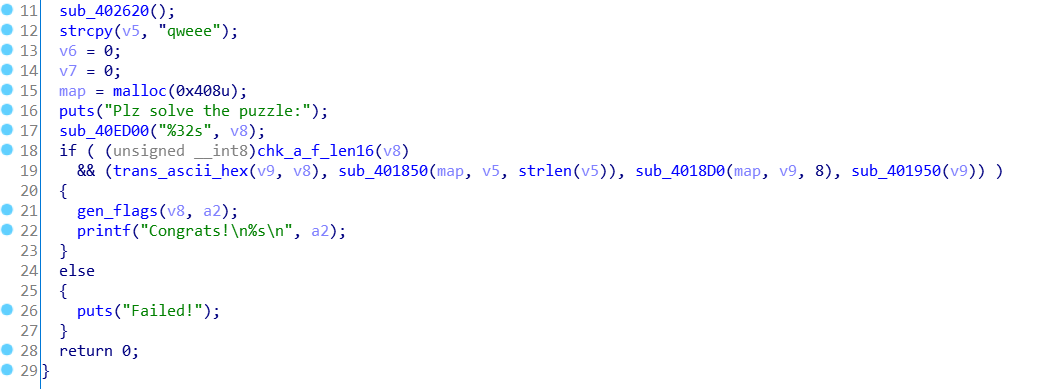 11 sub_402620();
12 strcpy(v5, "qweee");
13 v6 = 0;
14 v7 = 0;
15 map = malloc(0x408u);
16 puts("Plz solve the puzzle:");
17 sub_40ED00("%32s", v8);
18 if ( (unsigned __int8)chk_a_f_len16(v8)
19 && (trans_ascii_hex(v9, v8), sub_401850(map, v5, strlen(v5)), sub_4018D0(map, v9, 8), sub_401950(v9)) )
20 {
21 gen_flags(v8, a2);
22 printf("Congrats!\n%s\n", a2);
23 }
24 else
25 {
26 puts("Failed!");
27 }
28 return 0;
29 }